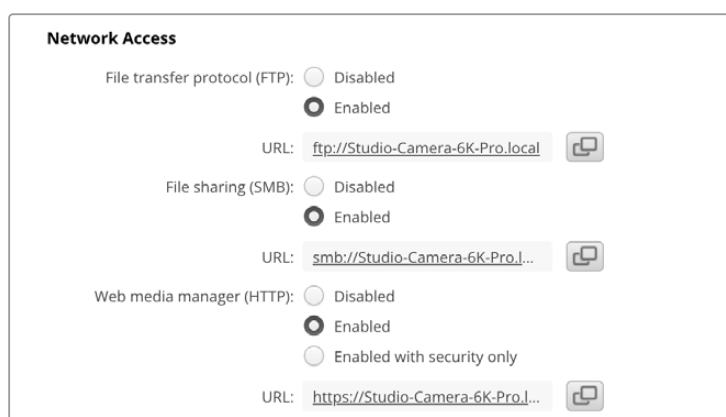 Network Access
File transfer protocol (FTP): Disabled
Enabled
URL: ftp://Studio-Camera-6K-Pro.local
File sharing (SMB): Disabled
Enabled
URL: smb://Studio-Camera-6K-Pro.l...
Web media manager (HTTP): Disabled
Enabled
Enabled with security only
URL: https://Studio-Camera-6K-Pro.l...